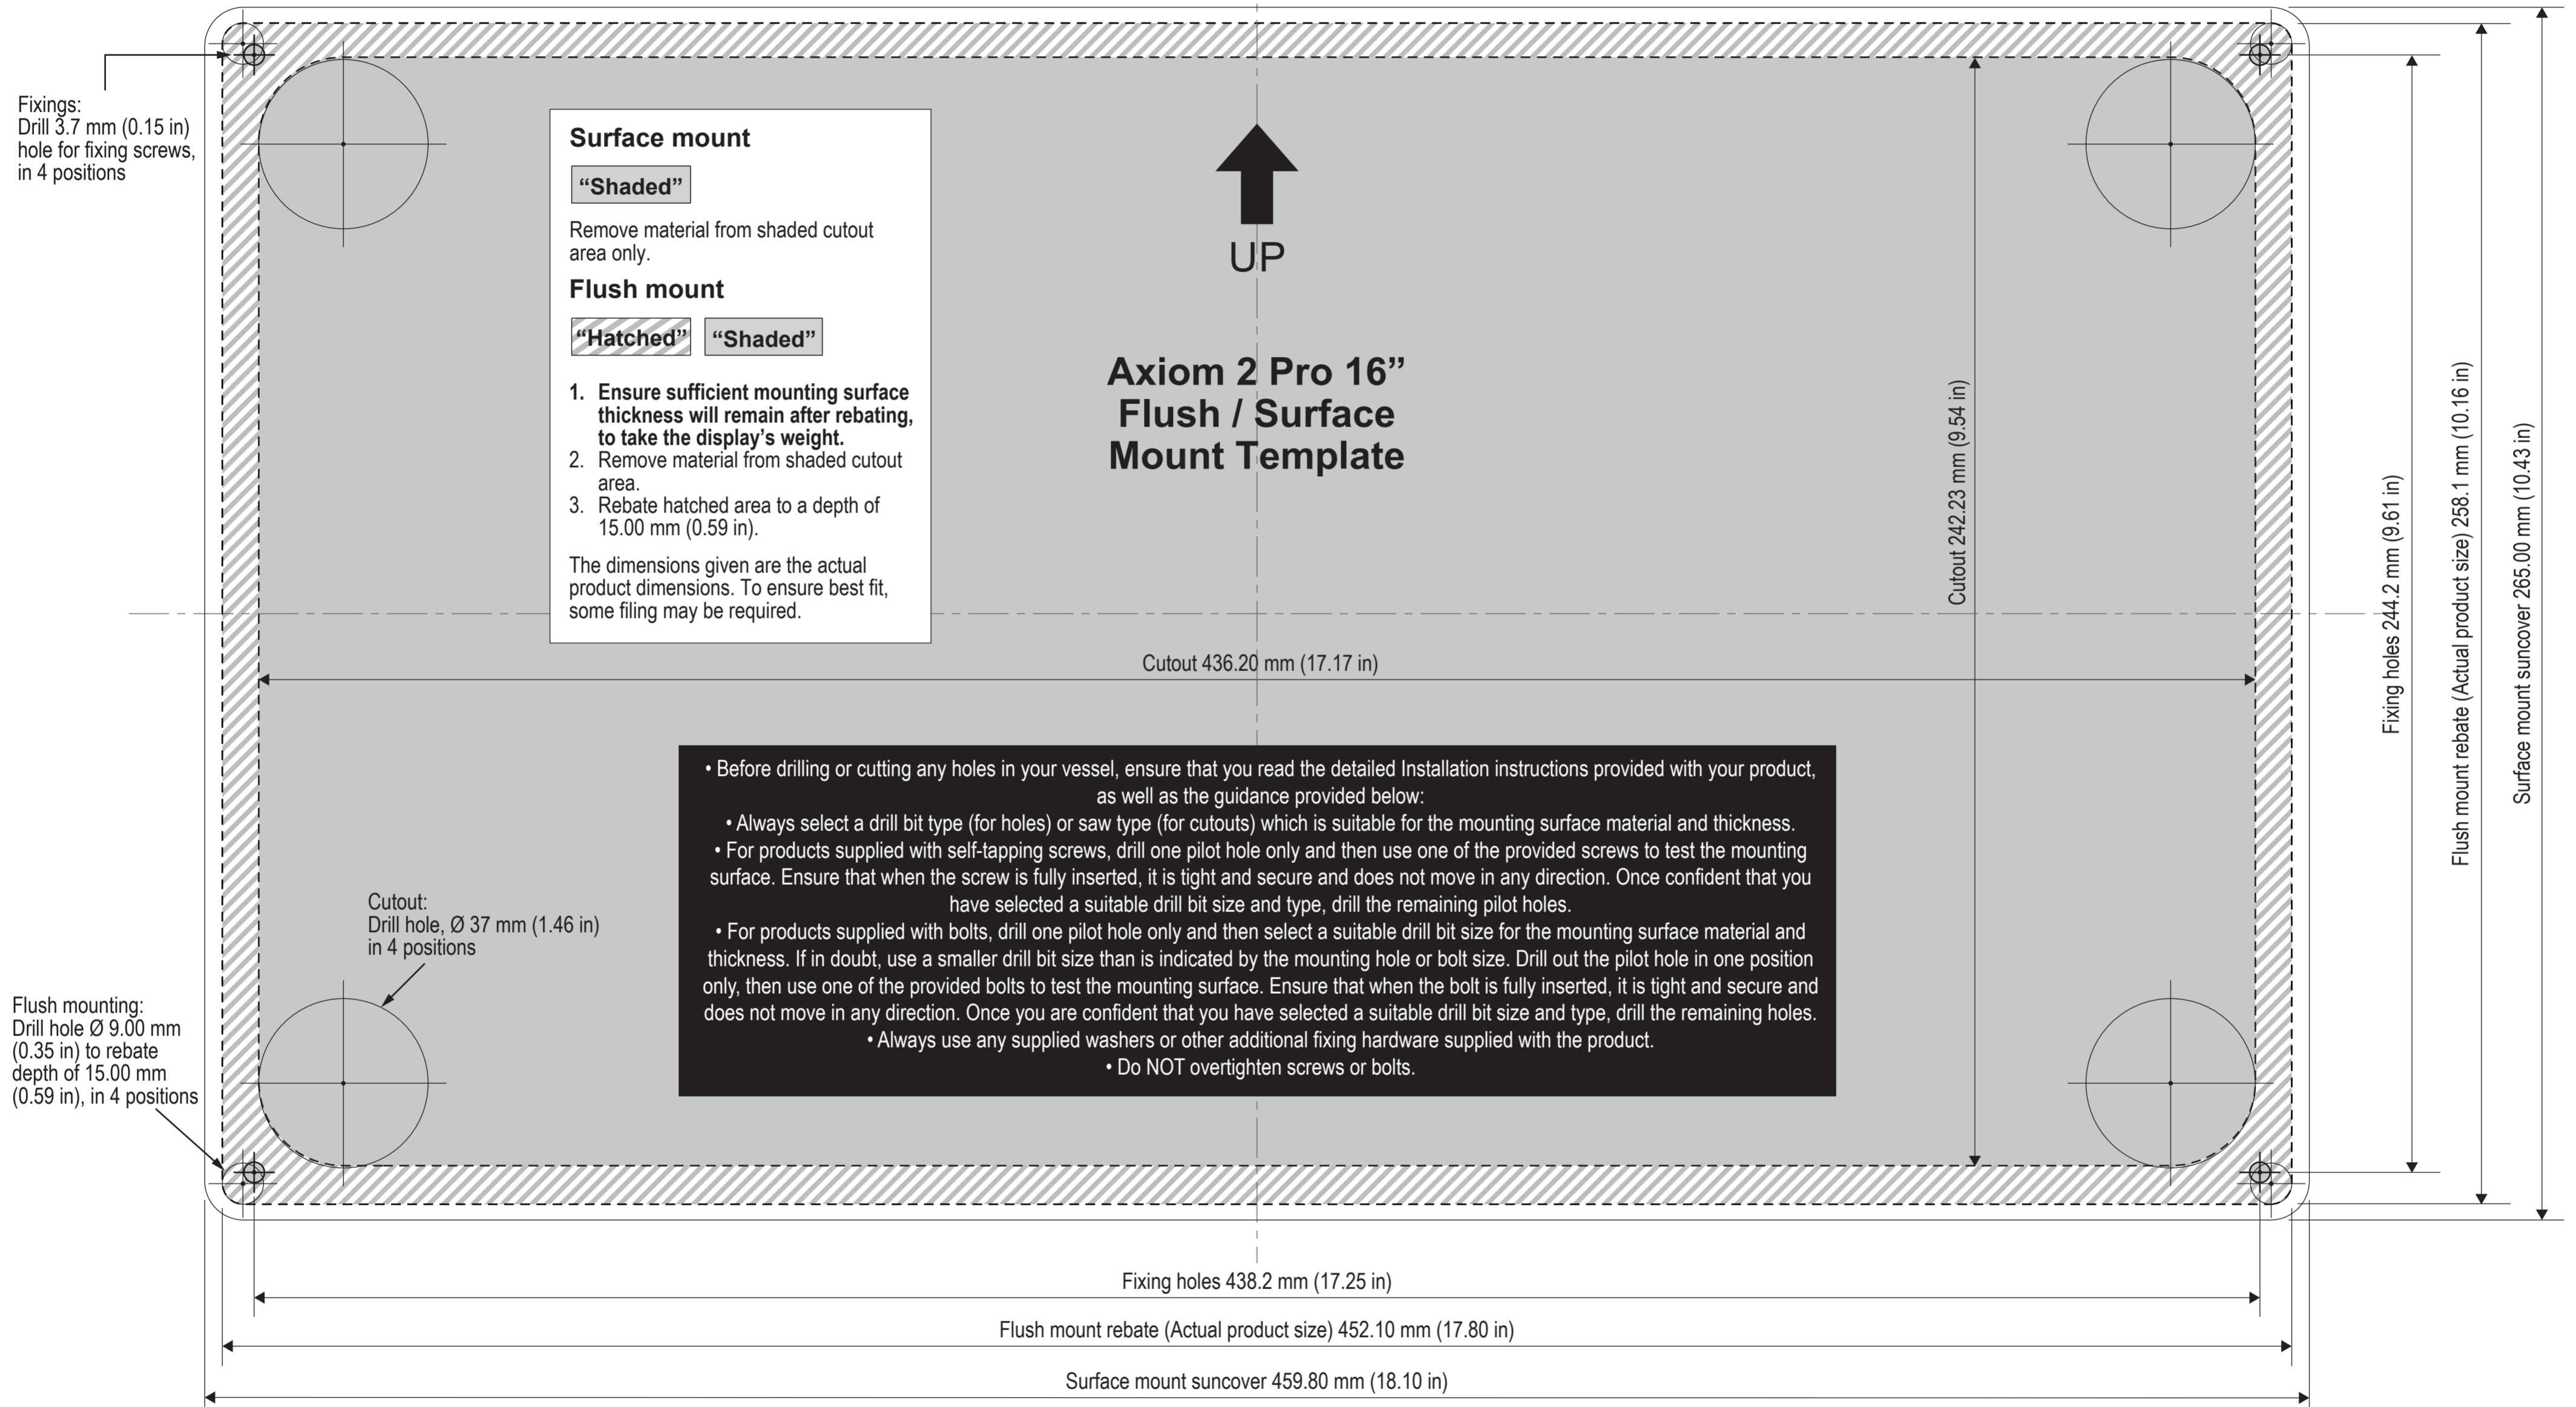 Fixings:
Drill 3.7 mm (0.15 in)
hole for fixing screws,
in 4 positions
Surface mount
“Shaded”
Remove material from shaded cutout
area only.
Flush mount
“Hatched” “Shaded”
1. Ensure sufficient mounting surface
thickness will remain after rebating,
to take the display’s weight.
2. Remove material from shaded cutout
area.
3. Rebate hatched area to a depth of
15.00 mm (0.59 in).
The dimensions given are the actual
product dimensions. To ensure best fit,
some filing may be required.
UP
Axiom 2 Pro 16”
Flush / Surface
Mount Template
Cutout 242.23 mm (9.54 in)
Fixing holes 244.2 mm (9.61 in)
Flush mount rebate (Actual product size) 258.1 mm (10.16 in)
Surface mount suncover 265.00 mm (10.43 in)
Cutout 436.20 mm (17.17 in)
• Before drilling or cutting any holes in your vessel, ensure that you read the detailed Installation instructions provided with your product,
as well as the guidance provided below:
• Always select a drill bit type (for holes) or saw type (for cutouts) which is suitable for the mounting surface material and thickness.
• For products supplied with self-tapping screws, drill one pilot hole only and then use one of the provided screws to test the mounting
surface. Ensure that when the screw is fully inserted, it is tight and secure and does not move in any direction. Once confident that you
have selected a suitable drill bit size and type, drill the remaining pilot holes.
• For products supplied with bolts, drill one pilot hole only and then select a suitable drill bit size for the mounting surface material and
thickness. If in doubt, use a smaller drill bit size than is indicated by the mounting hole or bolt size. Drill out the pilot hole in one position
only, then use one of the provided bolts to test the mounting surface. Ensure that when the bolt is fully inserted, it is tight and secure and
does not move in any direction. Once you are confident that you have selected a suitable drill bit size and type, drill the remaining holes.
• Always use any supplied washers or other additional fixing hardware supplied with the product.
• Do NOT overtighten screws or bolts.
Cutout:
Drill hole, Ø 37 mm (1.46 in)
in 4 positions
Flush mounting:
Drill hole Ø 9.00 mm
(0.35 in) to rebate
depth of 15.00 mm
(0.59 in), in 4 positions
Fixing holes 438.2 mm (17.25 in)
Flush mount rebate (Actual product size) 452.10 mm (17.80 in)
Surface mount suncover 459.80 mm (18.10 in)